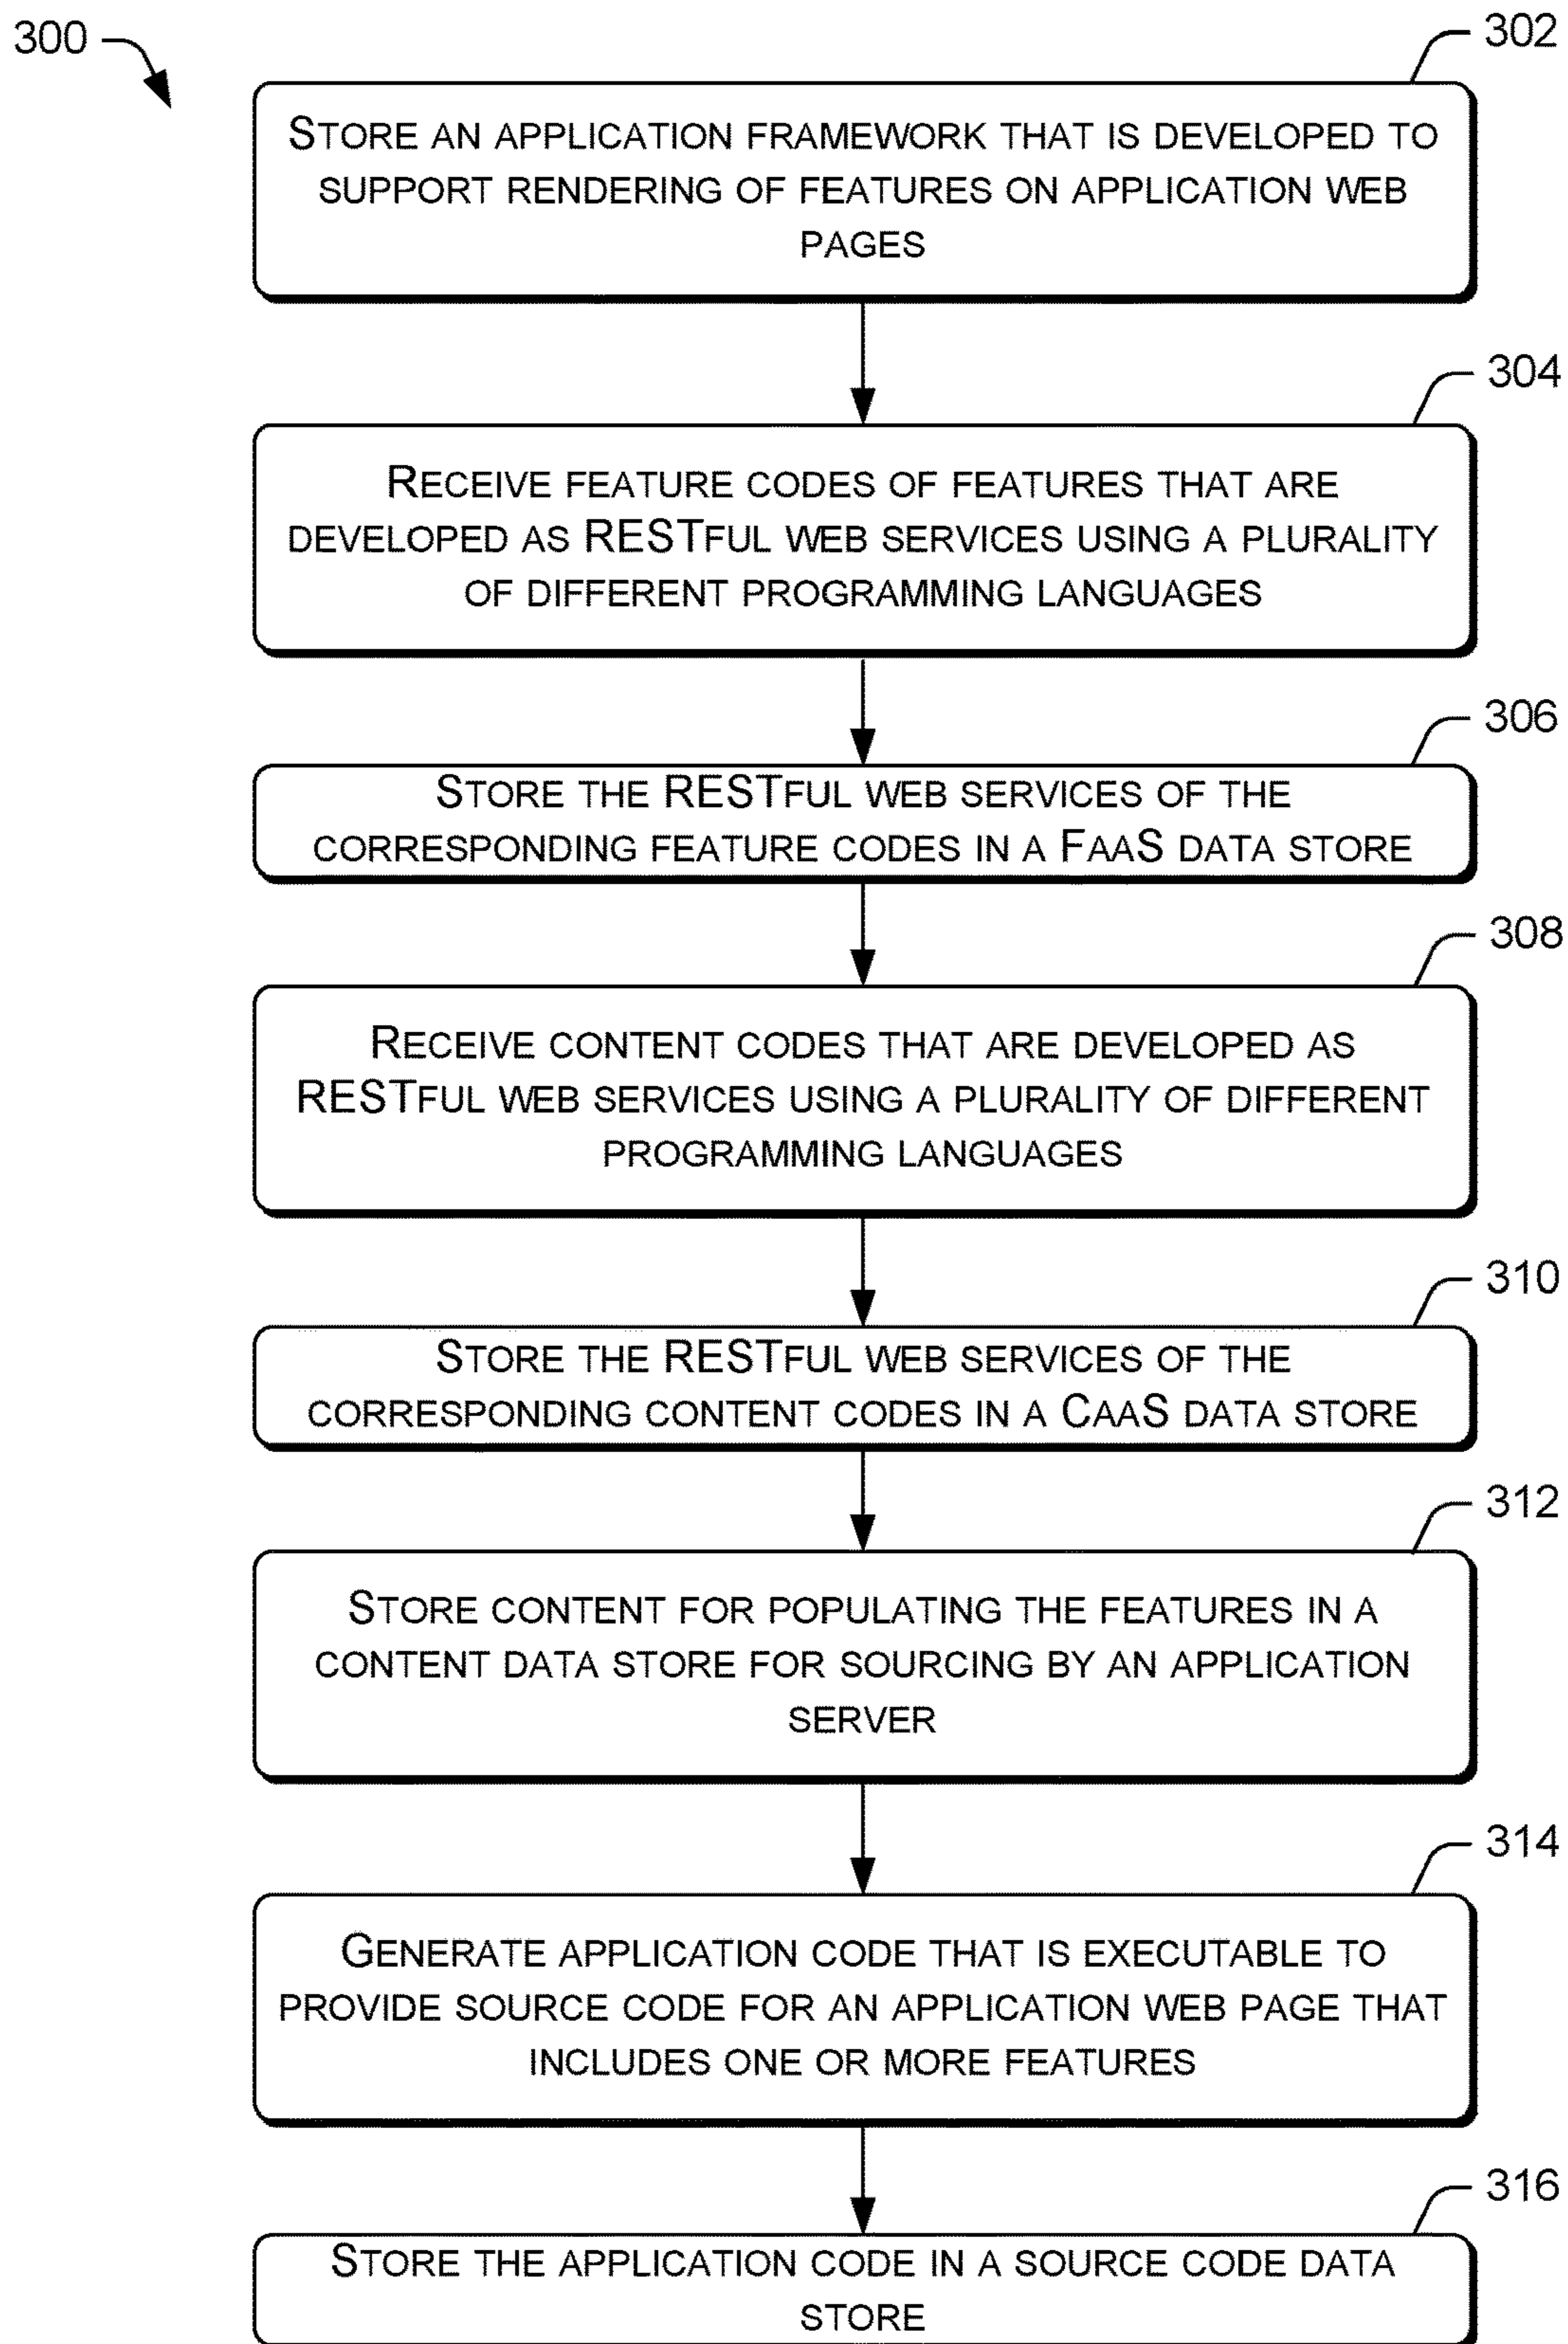 300
302
STORE AN APPLICATION FRAMEWORK THAT IS DEVELOPED TO
SUPPORT RENDERING OF FEATURES ON APPLICATION WEB
PAGES
304
RECEIVE FEATURE CODES OF FEATURES THAT ARE
DEVELOPED AS RESTFUL WEB SERVICES USING A PLURALITY
OF DIFFERENT PROGRAMMING LANGUAGES
306
STORE THE RESTFUL WEB SERVICES OF THE
CORRESPONDING FEATURE CODES IN A FAAS DATA STORE
308
RECEIVE CONTENT CODES THAT ARE DEVELOPED AS
RESTFUL WEB SERVICES USING A PLURALITY OF DIFFERENT
PROGRAMMING LANGUAGES
310
STORE THE RESTFUL WEB SERVICES OF THE
CORRESPONDING CONTENT CODES IN A CAAS DATA STORE
312
STORE CONTENT FOR POPULATING THE FEATURES IN A
CONTENT DATA STORE FOR SOURCING BY AN APPLICATION
SERVER
314
GENERATE APPLICATION CODE THAT IS EXECUTABLE TO
PROVIDE SOURCE CODE FOR AN APPLICATION WEB PAGE THAT
INCLUDES ONE OR MORE FEATURES
316
STORE THE APPLICATION CODE IN A SOURCE CODE DATA
STORE